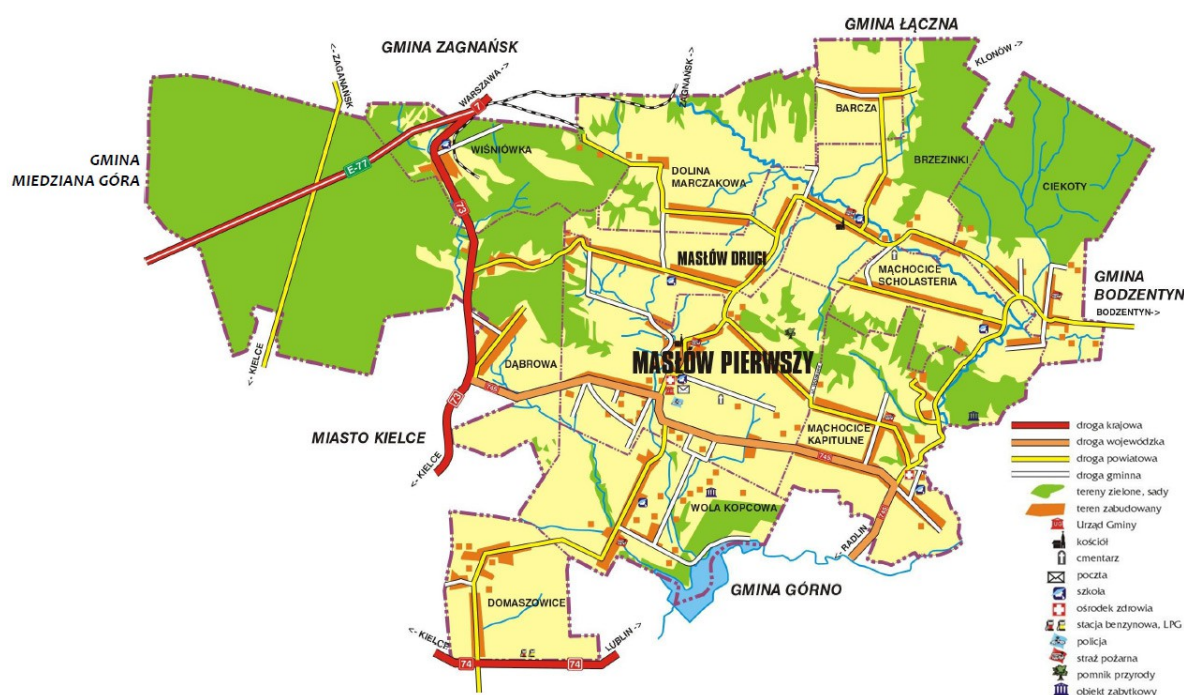 GMINA ŁĄCZNA
GMINA ZAGNAŃSK
KLONÓW ->
<- ZAGANAŃSK
WARSZAWA ->
ZAGNAŃSK ->
7
BARCZA
WIŚNIÓWKA
GMINA
MIEDZIANA GÓRA
E-77
BRZEZINKI
DOLINA
MARCZAKOWA
CIEKOTY
73
MASŁÓW DRUGI
MĄCHOCICE
SCHOLASTERIA
GMINA
BODZENTYN
BODZENTYN->
<- KIELCE
DĄBROWA
MASŁÓW PIERWSZY
745
73
MIASTO KIELCE
MĄCHOCICE
KAPITULNE
745
<- KIELCE
745
WOLA KOPCOWA
<- RADLIN
GMINA GÓRNO
DOMASZOWICE
<- KIELCE
74
74
LUBLIN ->
droga krajowa
droga wojewódzka
droga powiatowa
droga gminna
tereny zielone, sady
teren zabudowany
Urząd Gminy
kościół
cmentarz
poczta
szkoła
ośrodek zdrowia
stacja benzynowa, LPG
policja
straż pożarna
pomnik przyrody
obiekt zabytkowy